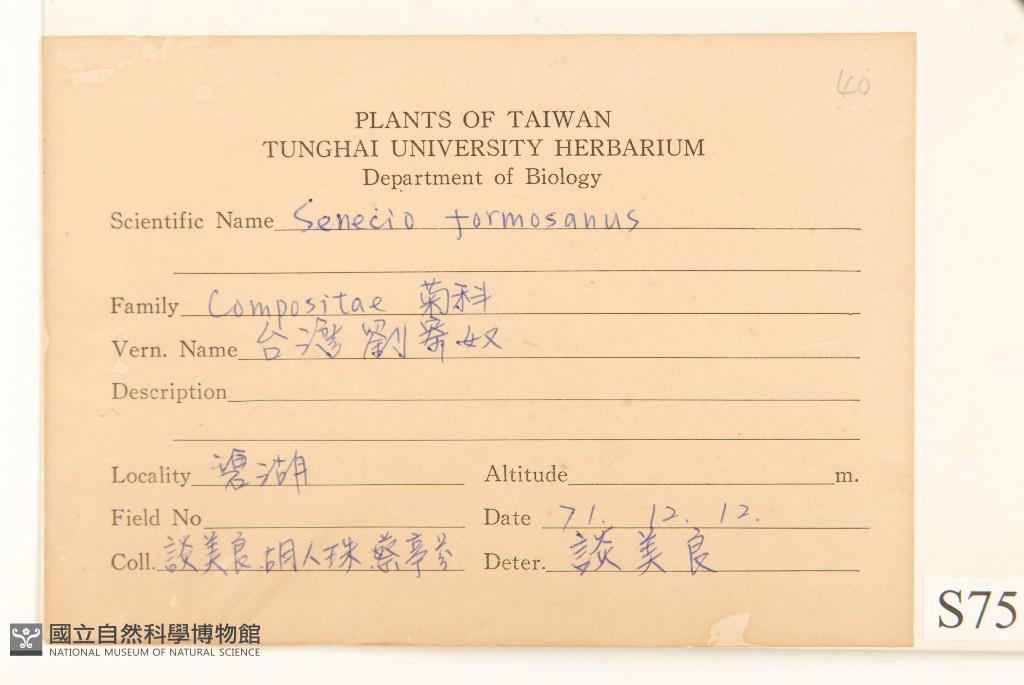 40
PLANTS OF TAIWAN
TUNGHAI UNIVERSITY HERBARIUM
Department of Biology
Scientific Name Senecio formosanus
Family Compositae 菊科
Vern. Name 台灣劉寄奴
Description
Locality 碧湖
Altitude m.
Field No
Date 71. 12. 12.
Coll. 談美良.胡人珠.蔡亭芬
Deter. 談美良
S75
國立自然科學博物館
NATIONAL MUSEUM OF NATURAL SCIENCE